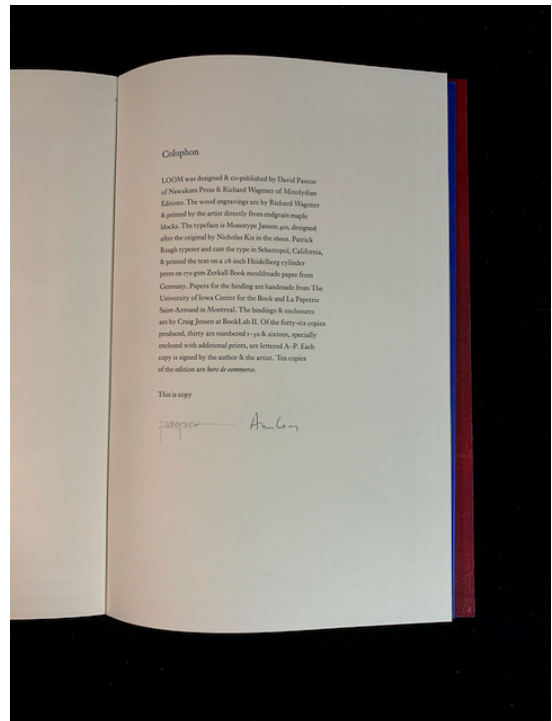 Colophon
LOOM was designed & co-published by David Pascoe
of Nawakum Press & Richard Wagener of Mixolydian
Editions. The wood engravings are by Richard Wagener
& printed by the artist directly from endgrain maple
blocks. The typeface is Monotype Janson 401, designed
after the original by Nicholas Kis in the 1600s. Patrick
Reagh typeset and cast the type in Sebastopol, California,
& printed the text on a 28-inch Heidelberg cylinder
press on 170 gsm Zerkall Book mouldmade paper from
Germany. Papers for the binding are handmade from The
University of Iowa Center for the Book and La Papetrie
Saint-Armand in Montreal. The bindings & enclosures
are by Craig Jensen at BookLab II. Of the forty-six copies
produced, thirty are numbered 1–30 & sixteen, specially
enclosed with additional prints, are lettered A–P. Each
copy is signed by the author & the artist. Ten copies
of the edition are hors de commerce.
This is copy